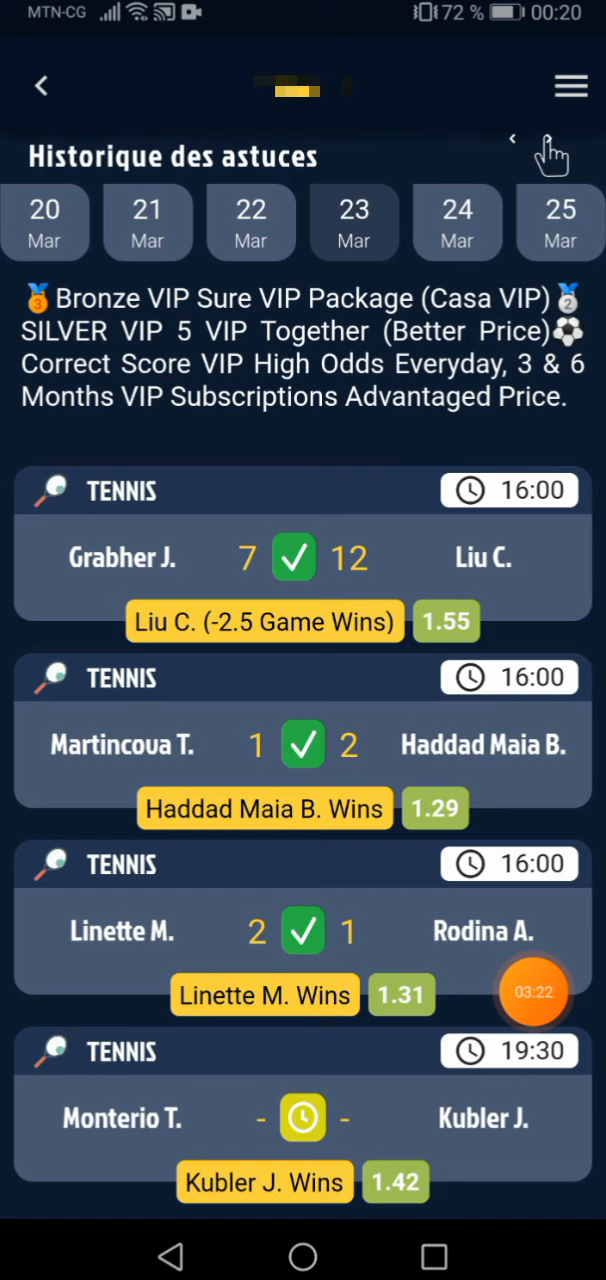 MTN-CG 72 % 00:20
Historique des astuces
20 21 22 23 24 25
Mar Mar Mar Mar Mar Mar
Bronze VIP Sure VIP Package (Casa VIP)
SILVER VIP 5 VIP Together (Better Price)
Correct Score VIP High Odds Everyday, 3 & 6
Months VIP Subscriptions Advantaged Price.
TENNIS 16:00
Grabher J. 7 12 Liu C.
Liu C. (-2.5 Game Wins) 1.55
TENNIS 16:00
Martincova T. 1 2 Haddad Maia B.
Haddad Maia B. Wins 1.29
TENNIS 16:00
Linette M. 2 1 Rodina A.
Linette M. Wins 1.31
03:22
TENNIS 19:30
Monterio T. - - Kubler J.
Kubler J. Wins 1.42